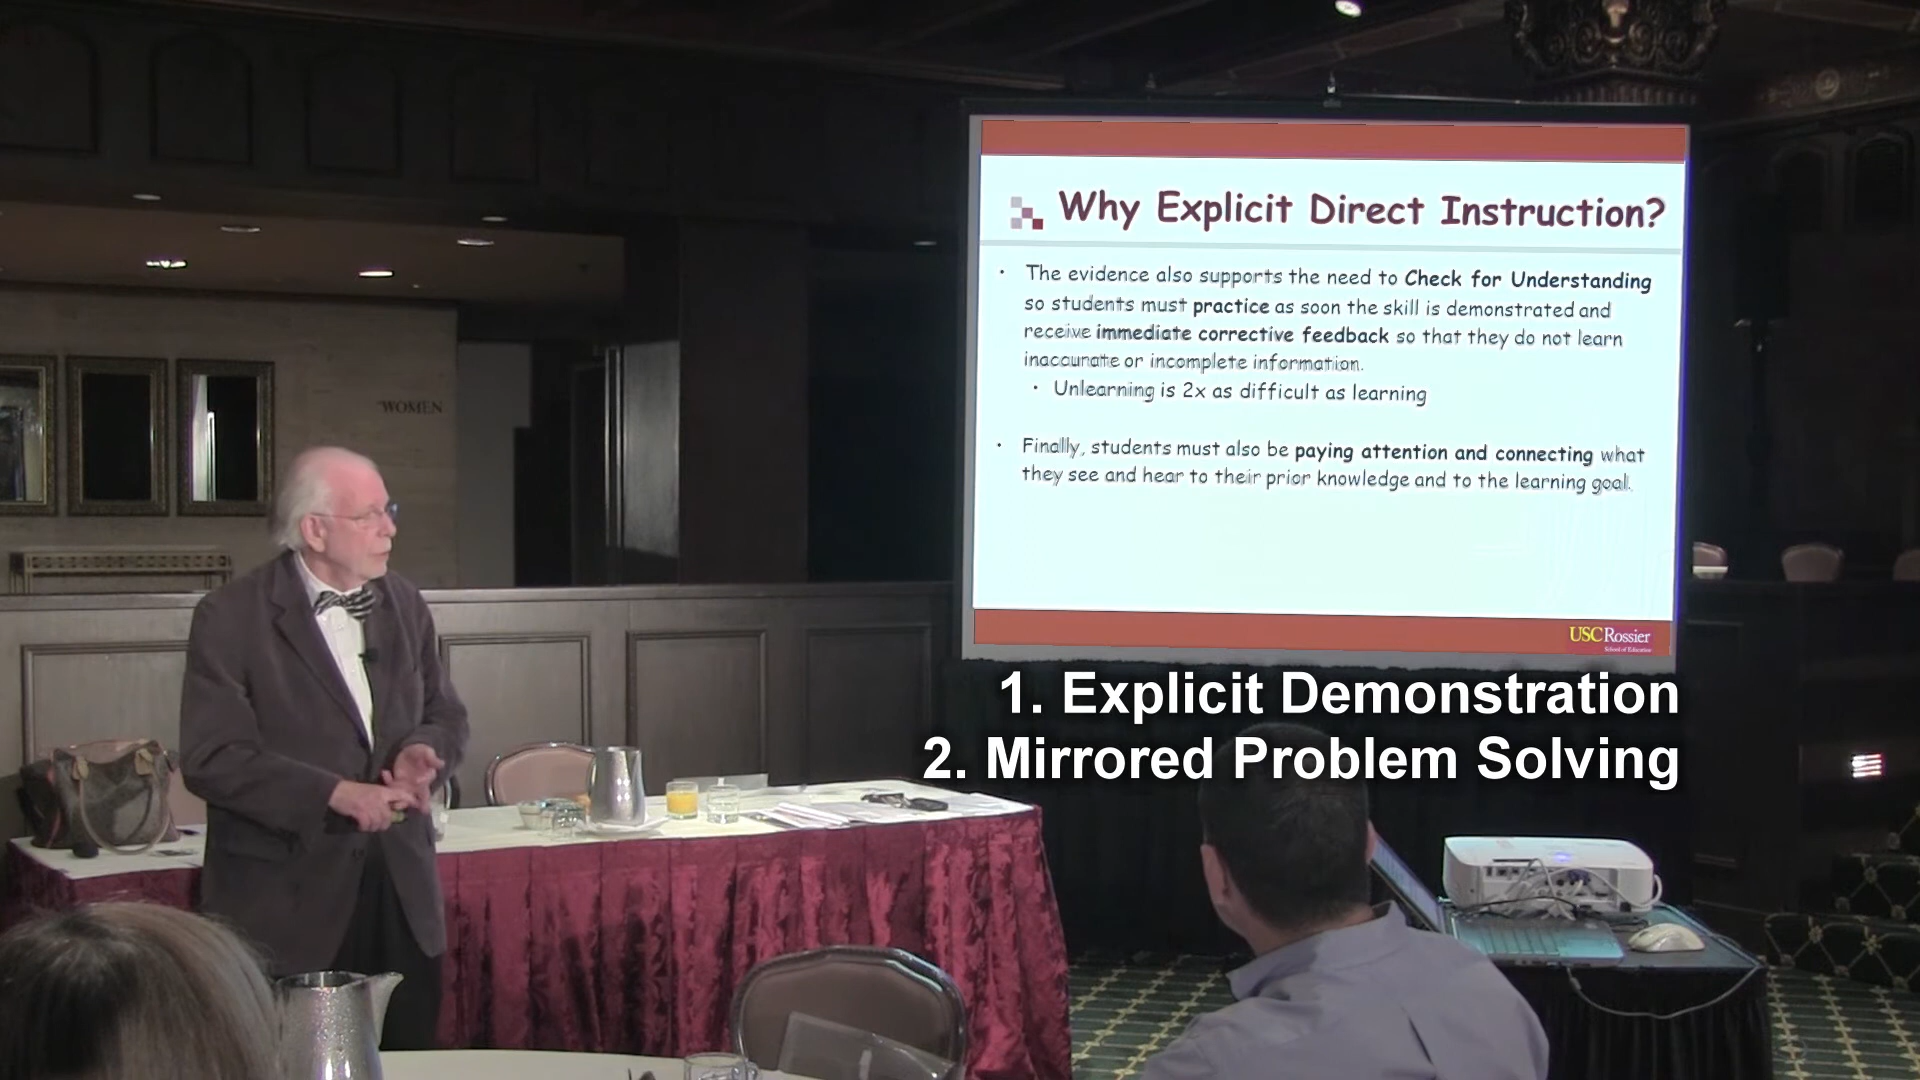 Why Explicit Direct Instruction?
• The evidence also supports the need to Check for Understanding
so students must practice as soon the skill is demonstrated and
receive immediate corrective feedback so that they do not learn
inaccurate or incomplete information.
• Unlearning is 2x as difficult as learning
• Finally, students must also be paying attention and connecting what
they see and hear to their prior knowledge and to the learning goal.
USC Rossier
School of Education
WOMEN
1. Explicit Demonstration
2. Mirrored Problem Solving